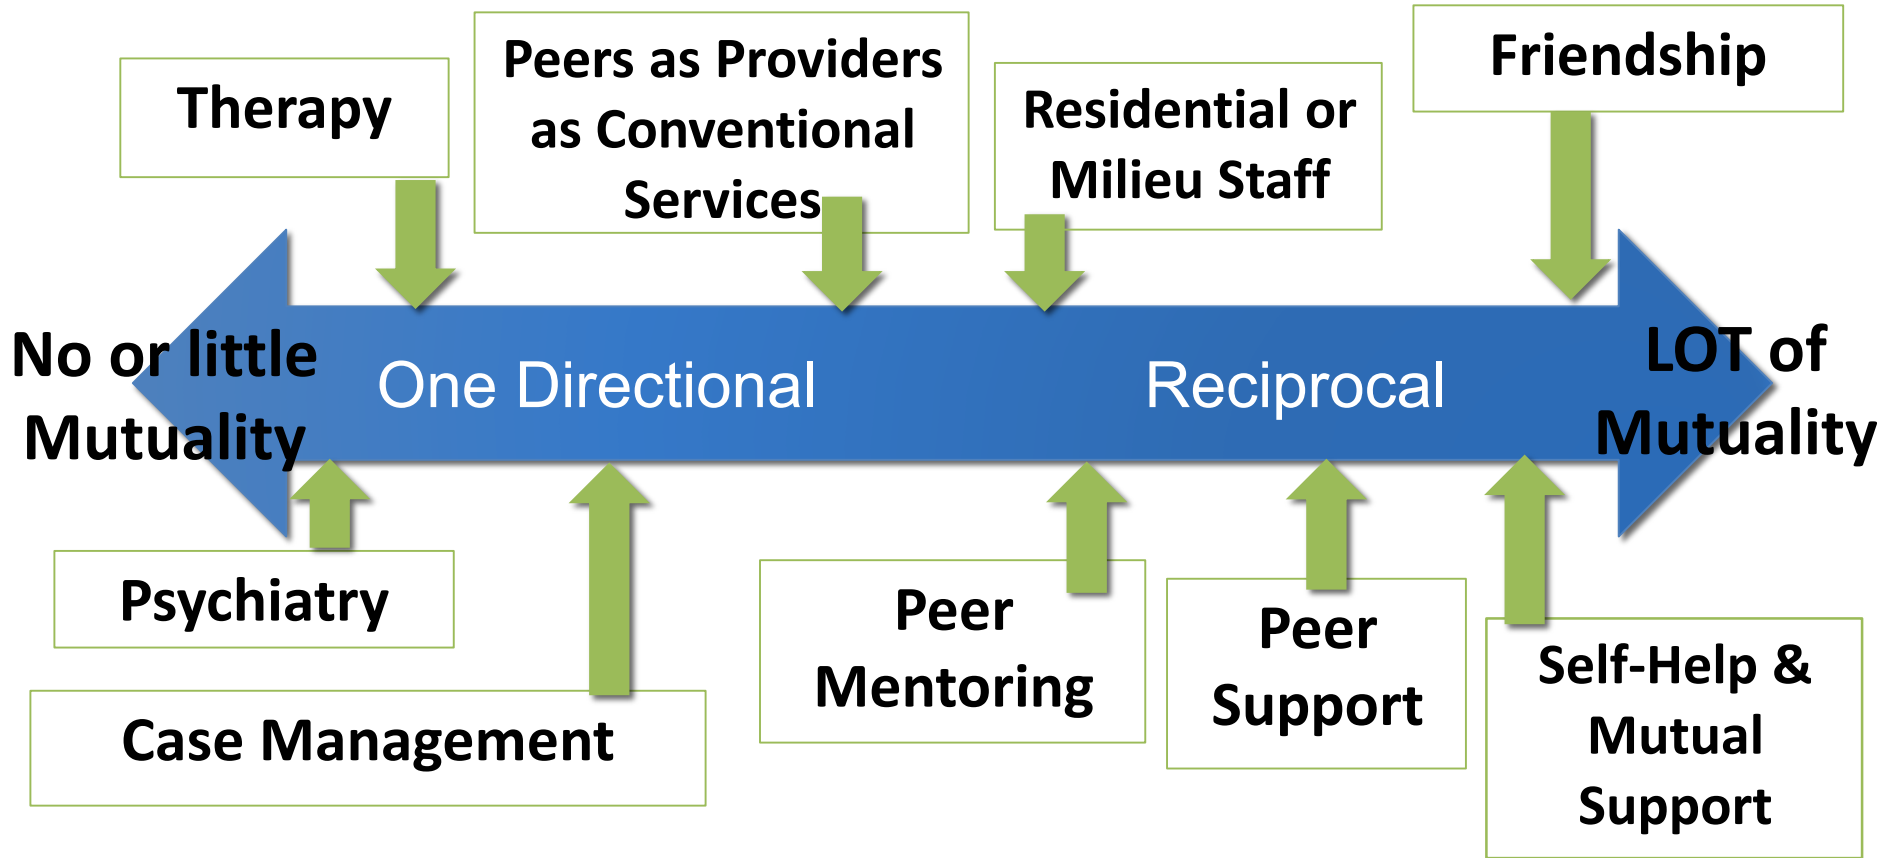 Therapy
Peers as Providers
as Conventional
Services
Residential or
Milieu Staff
Friendship
No or little
Mutuality
One Directional
Reciprocal
LOT of
Mutuality
Psychiatry
Case Management
Peer
Mentoring
Peer
Support
Self-Help &
Mutual
Support